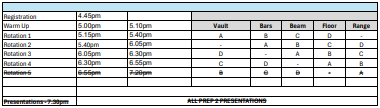 Registration 4.45pm
Warm Up 5.00pm 5.10pm Vault Bars Beam Floor Range
Rotation 1 5.15pm 5.40pm A B C D -
Rotation 2 5.40pm 6.05pm - A B C D
Rotation 3 6.05pm 6.30pm D - A B C
Rotation 4 6.30pm 6.55pm C D - A B
Rotation 5 6.55pm 7.20pm B C D - A
Presentations - 7.30pm ALL PREP 2 PRESENTATIONS